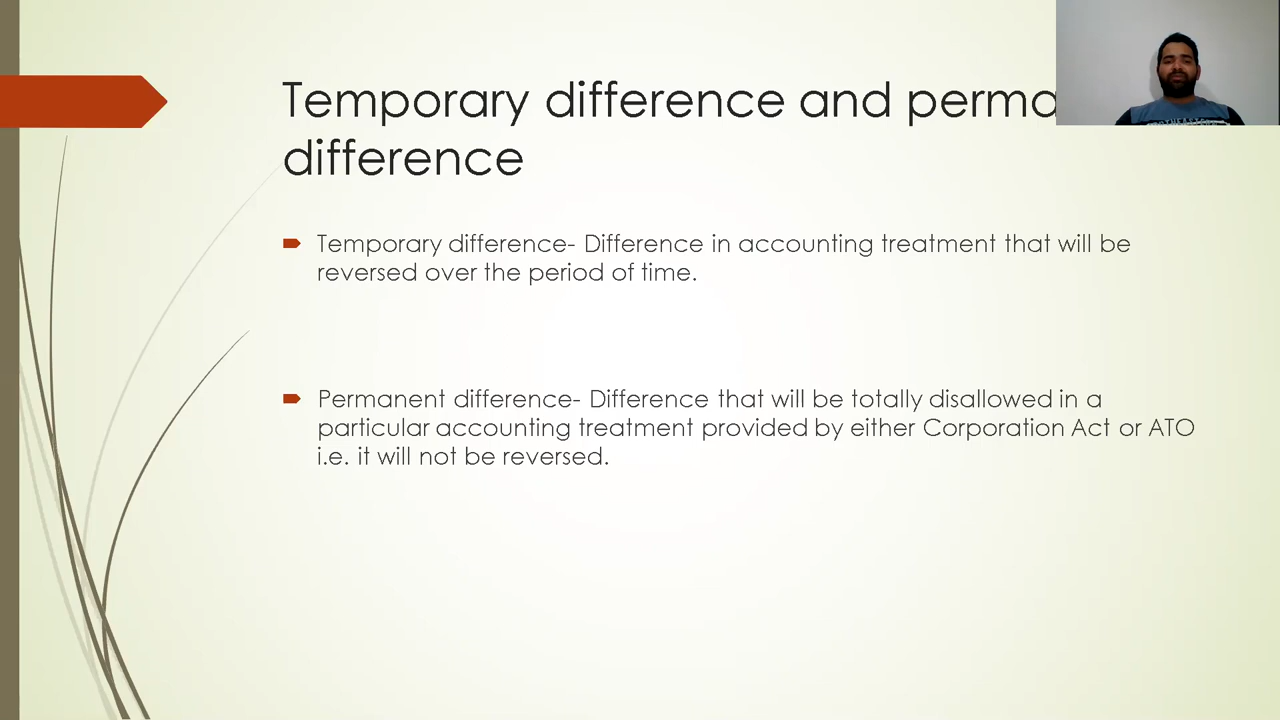 Temporary difference and perma
difference
Temporary difference- Difference in accounting treatment that will be
reversed over the period of time.
Permanent difference- Difference that will be totally disallowed in a
particular accounting treatment provided by either Corporation Act or ATO
i.e. it will not be reversed.